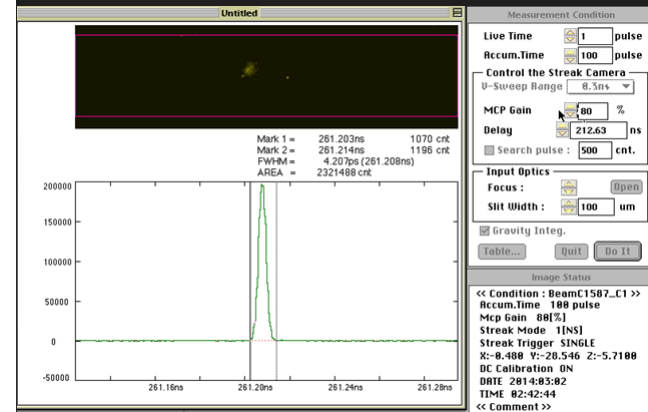 Untitled
Mark 1 = 261.203ns 1070 cnt
Mark 2 = 261.214ns 1196 cnt
FWHM = 4.207ps (261.208ns)
AREA = 2321488 cnt
200000
150000
100000
50000
0
-50000
261.16ns 261.20ns 261.24ns 261.28ns
Measurement Condition
Live Time 1 pulse
Accum.Time 100 pulse
Control the Streak Camera
V-Sweep Range 0.3ns
MCP Gain 80 %
Delay 212.63 ns
Search pulse : 500 cnt.
Input Optics
Focus : Open
Slit Width : 100 um
Gravity Integ.
Table... Quit Do It
Image Status
<< Condition : BeamC1587_C1 >>
Accum.Time 100 pulse
Mcp Gain 80[%]
Streak Mode 1[NS]
Streak Trigger SINGLE
X:-0.480 Y:-28.546 Z:-5.7100
DC Calibration ON
DATE 2014:03:02
TIME 02:42:44
<< Comment >>